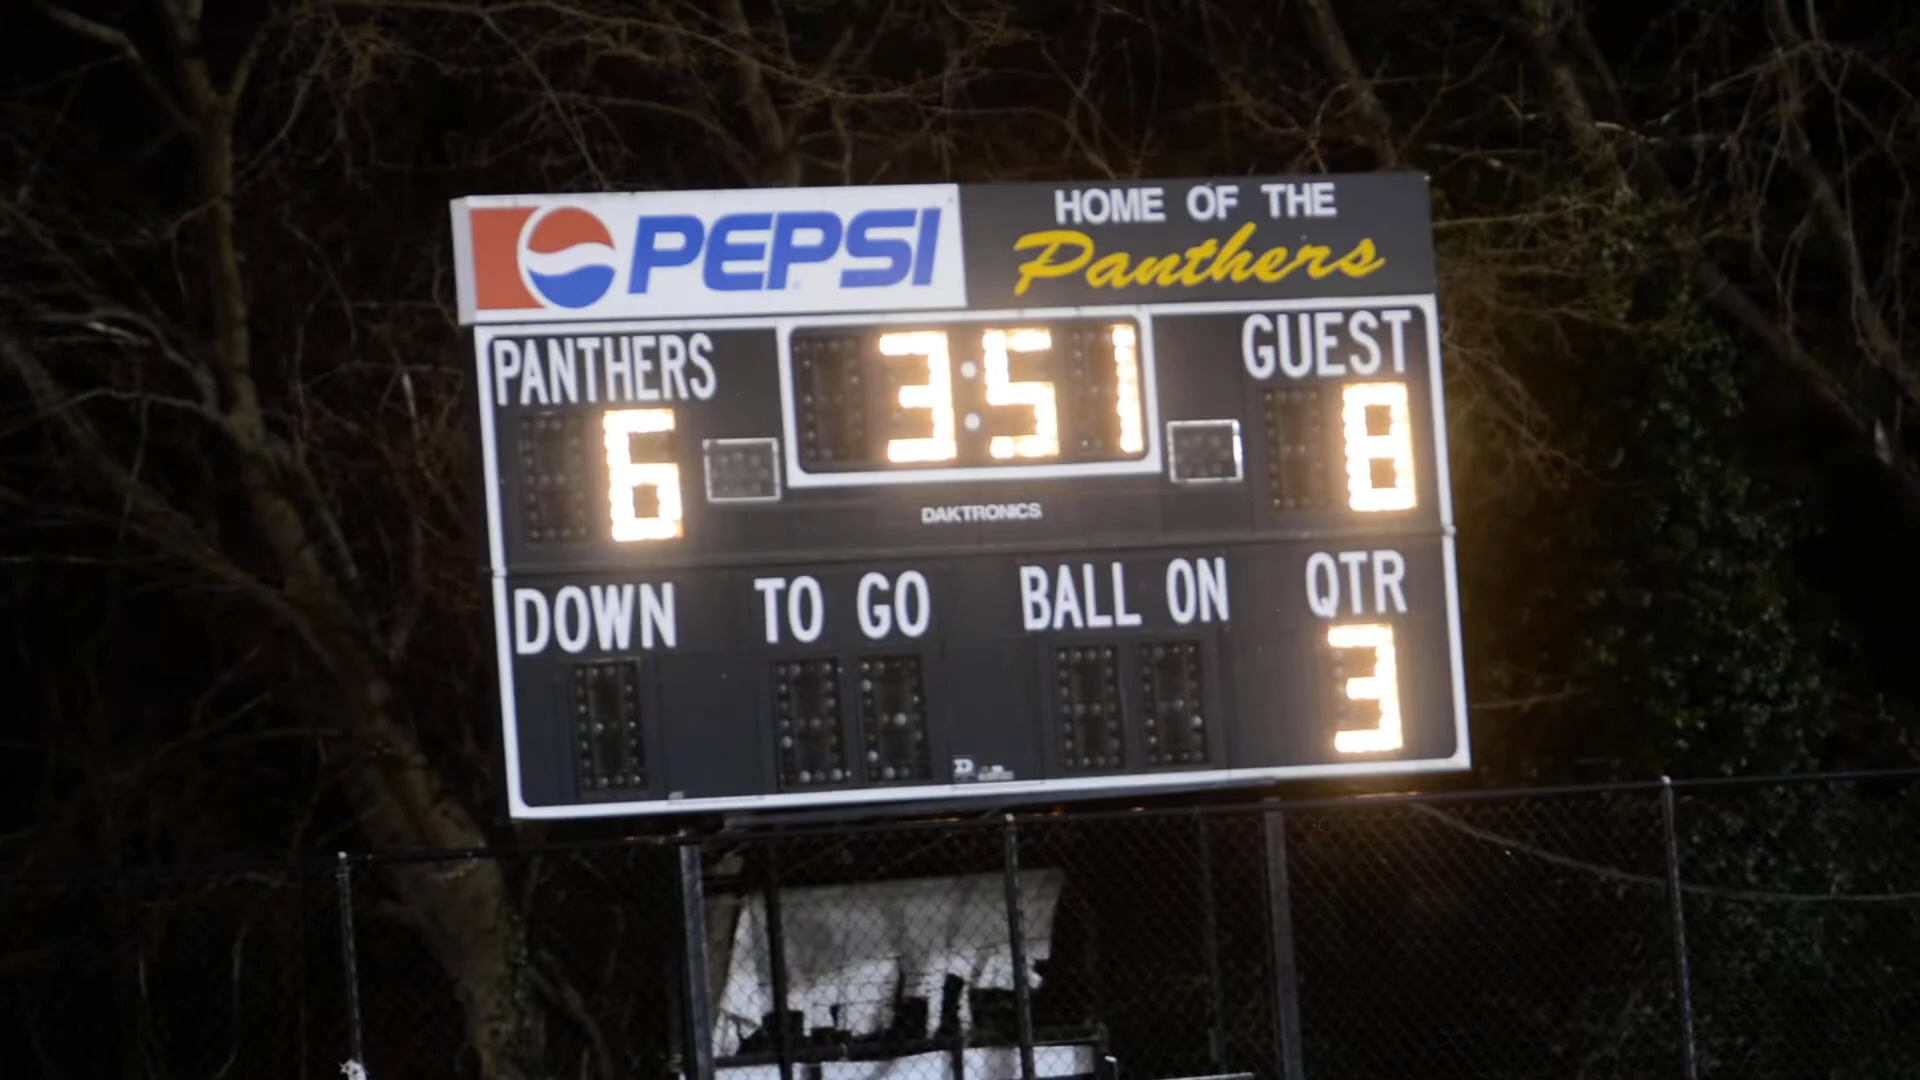 PEPSI
HOME OF THE
Panthers
PANTHERS
3:51
GUEST
6
8
DAKTRONICS
DOWN TO GO BALL ON QTR
3